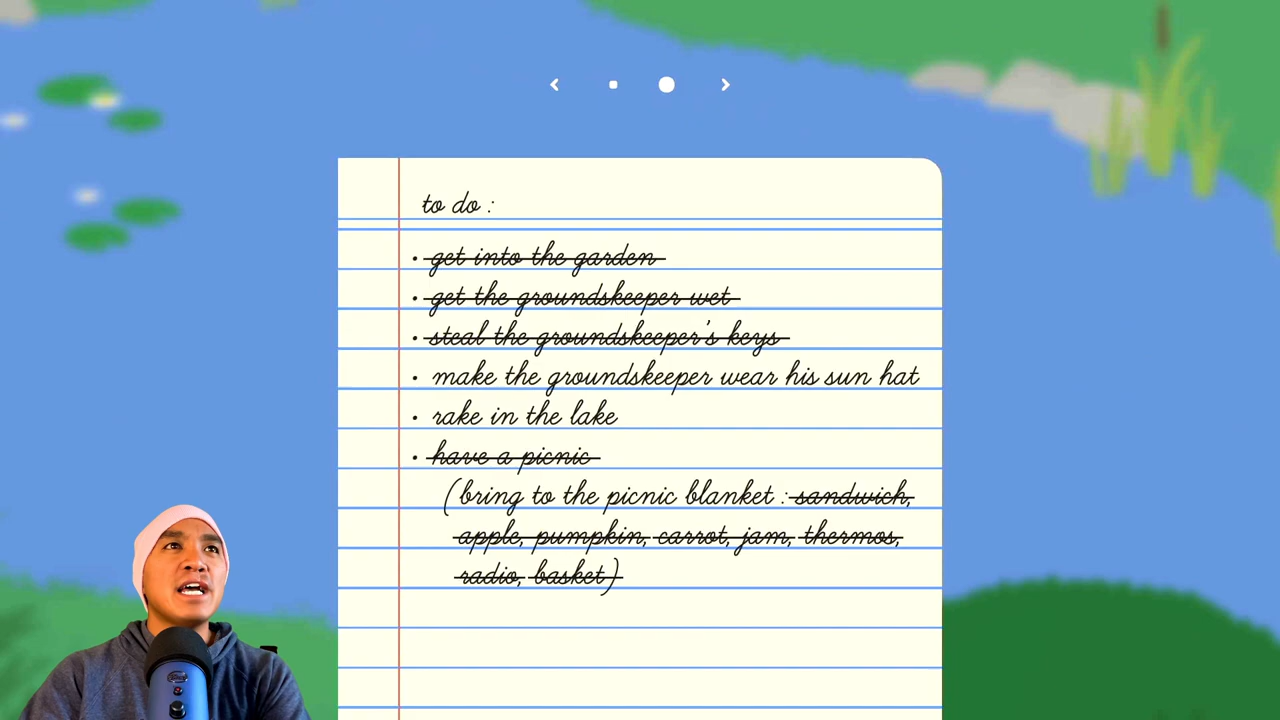 to do :
• get into the garden
• get the groundskeeper wet
• steal the groundskeeper's keys
• make the groundskeeper wear his sun hat
• rake in the lake
• have a picnic
(bring to the picnic blanket : sandwich,
apple, pumpkin, carrot, jam, thermos,
radio, basket)